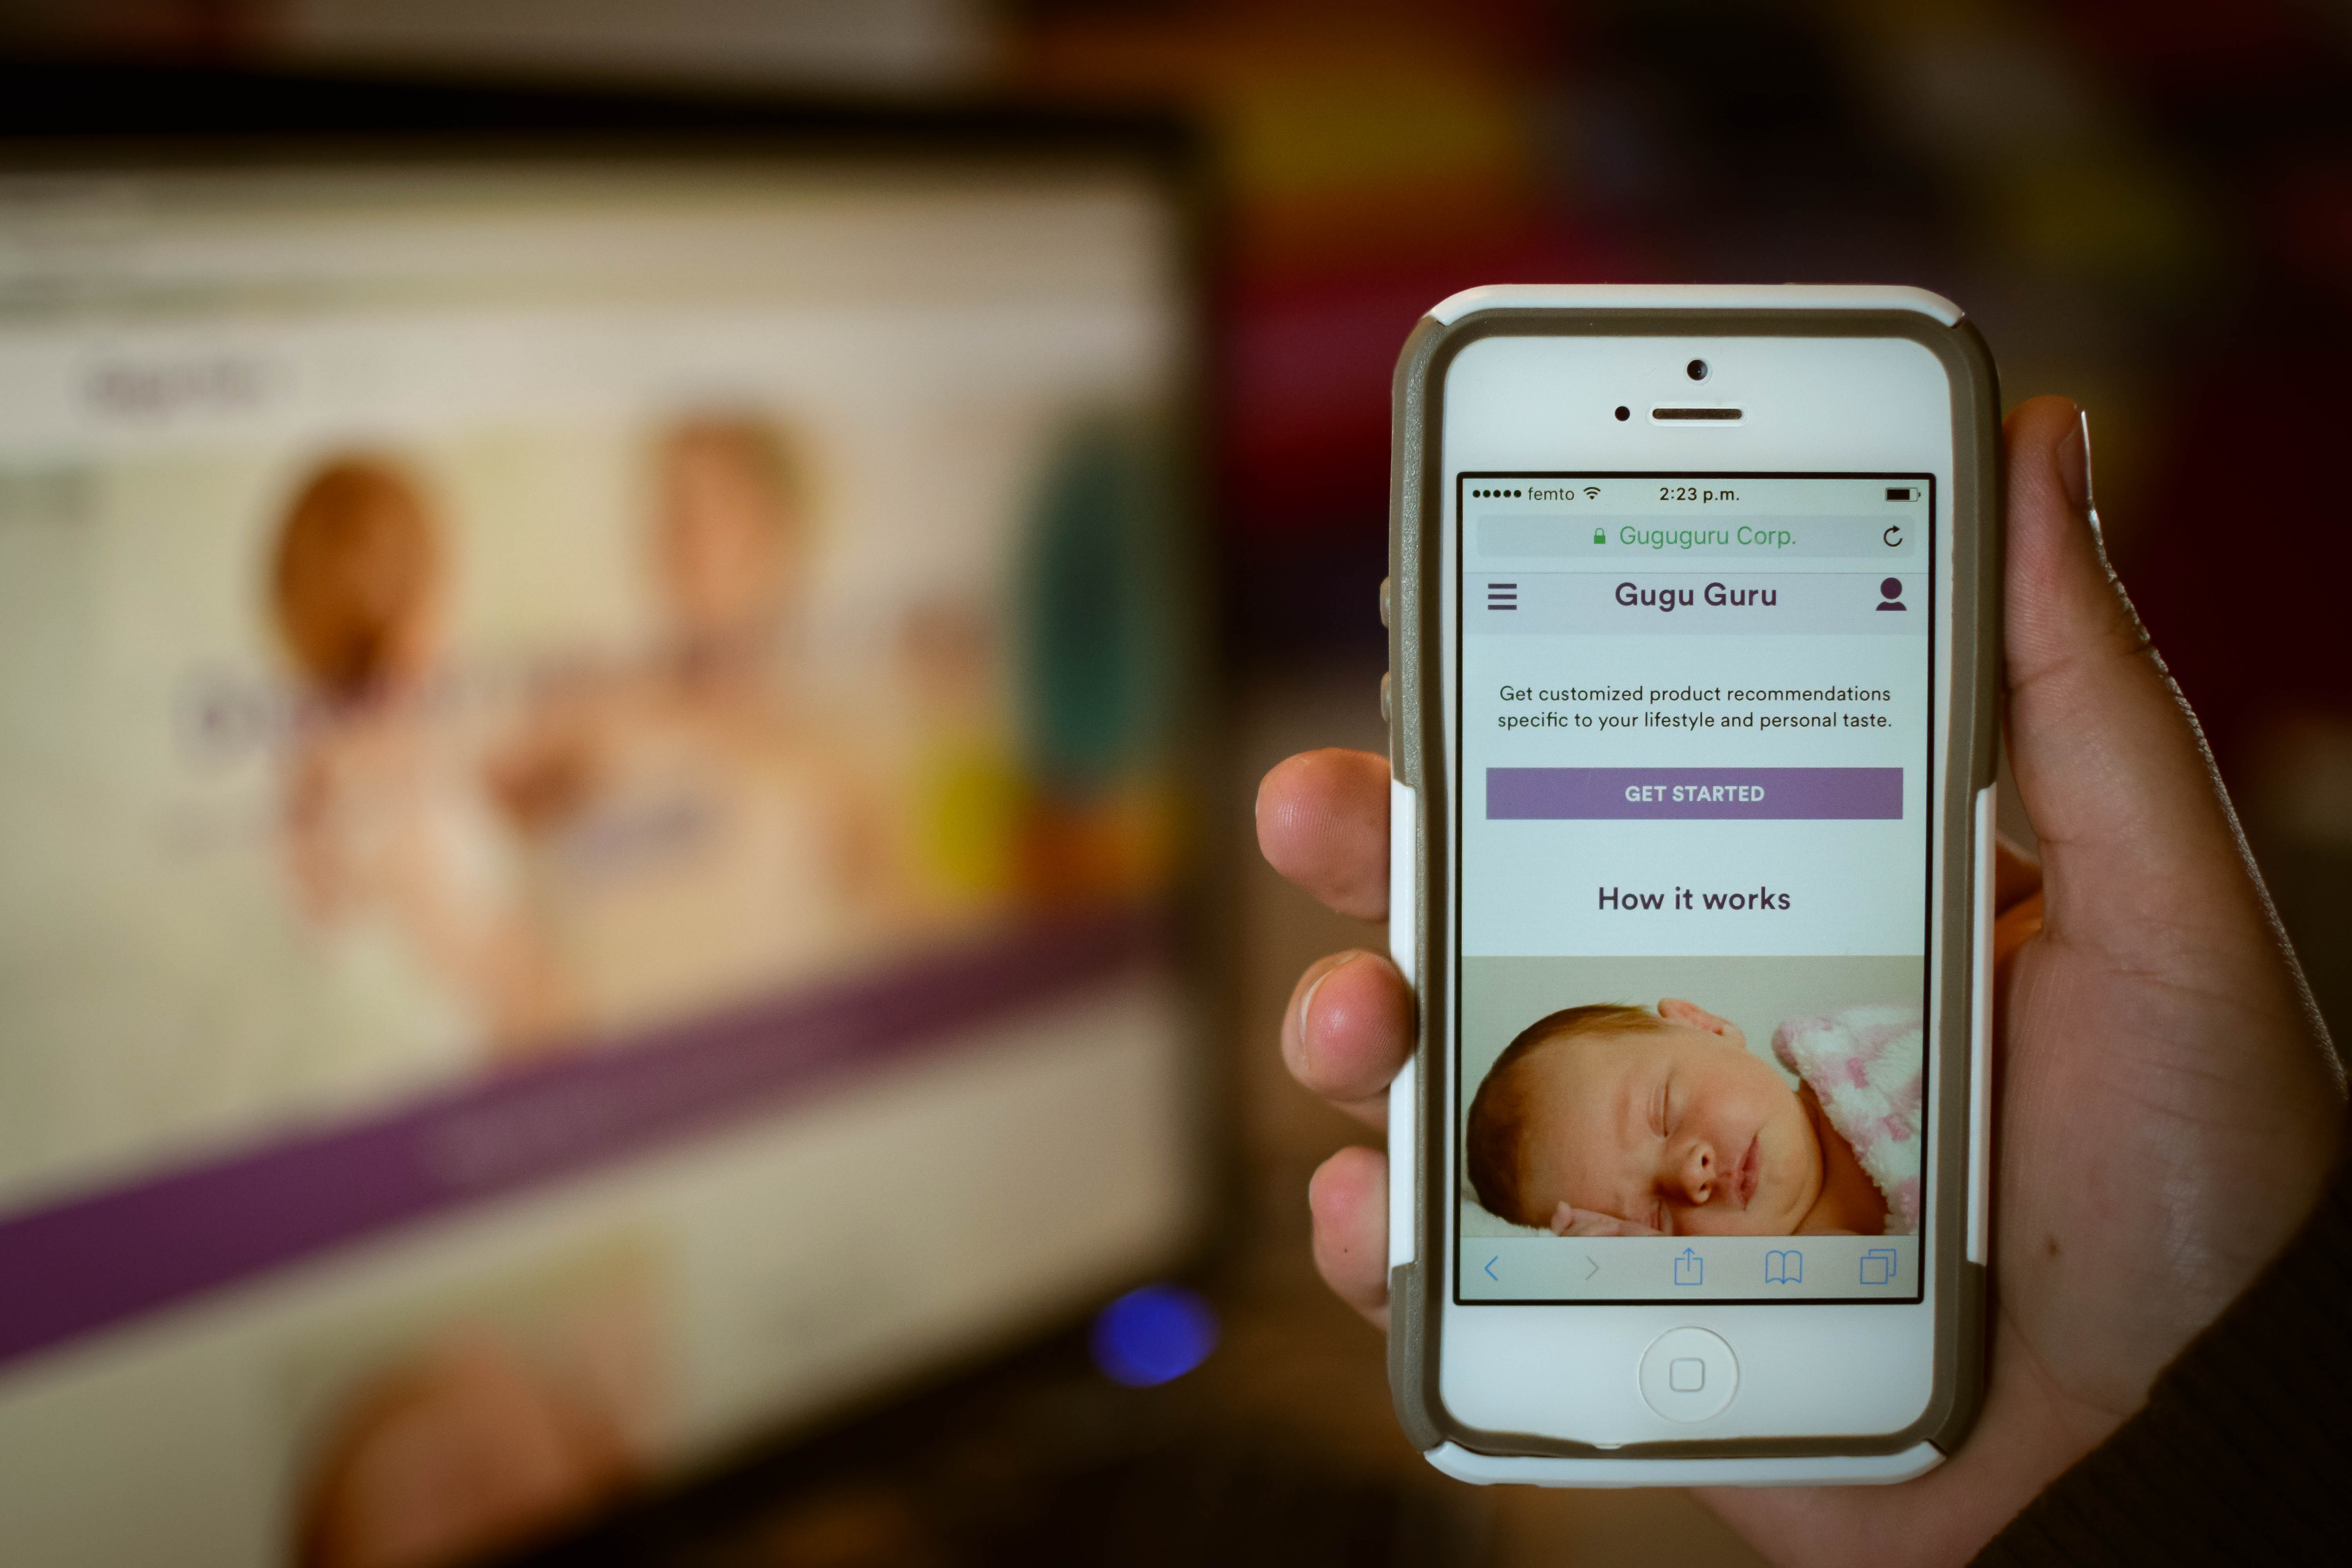 femto 2:23 p.m.
Guguguru Corp.
Gugu Guru
Get customized product recommendations
specific to your lifestyle and personal taste.
GET STARTED
How it works